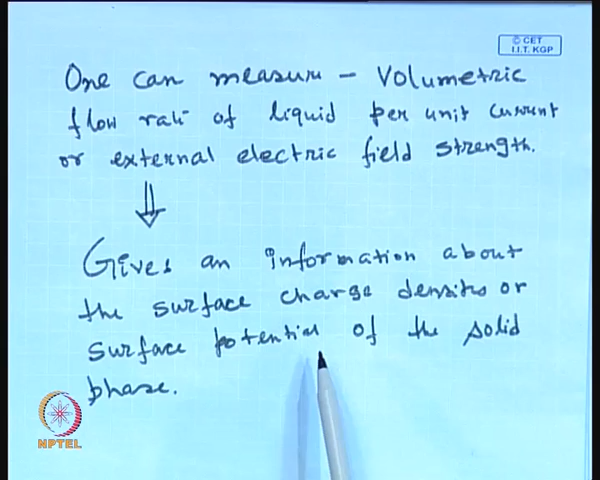 © CET
I.I.T. KGP
One can measure - Volumetric
flow rate of liquid per unit current
or external electric field strength.
Gives an information about
the surface charge densities or
surface potential of the solid
phase.
NPTEL